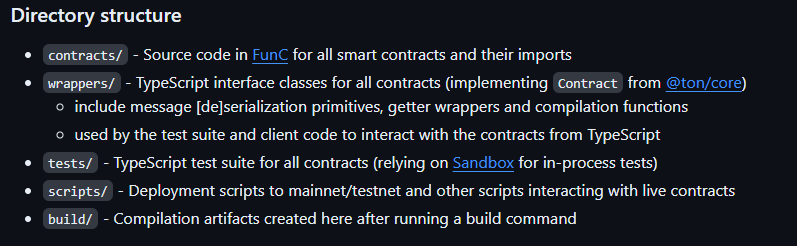 Directory structure
• contracts/ - Source code in FunC for all smart contracts and their imports
• wrappers/ - TypeScript interface classes for all contracts (implementing Contract from @ton/core)
◦ include message [de]serialization primitives, getter wrappers and compilation functions
◦ used by the test suite and client code to interact with the contracts from TypeScript
• tests/ - TypeScript test suite for all contracts (relying on Sandbox for in-process tests)
• scripts/ - Deployment scripts to mainnet/testnet and other scripts interacting with live contracts
• build/ - Compilation artifacts created here after running a build command